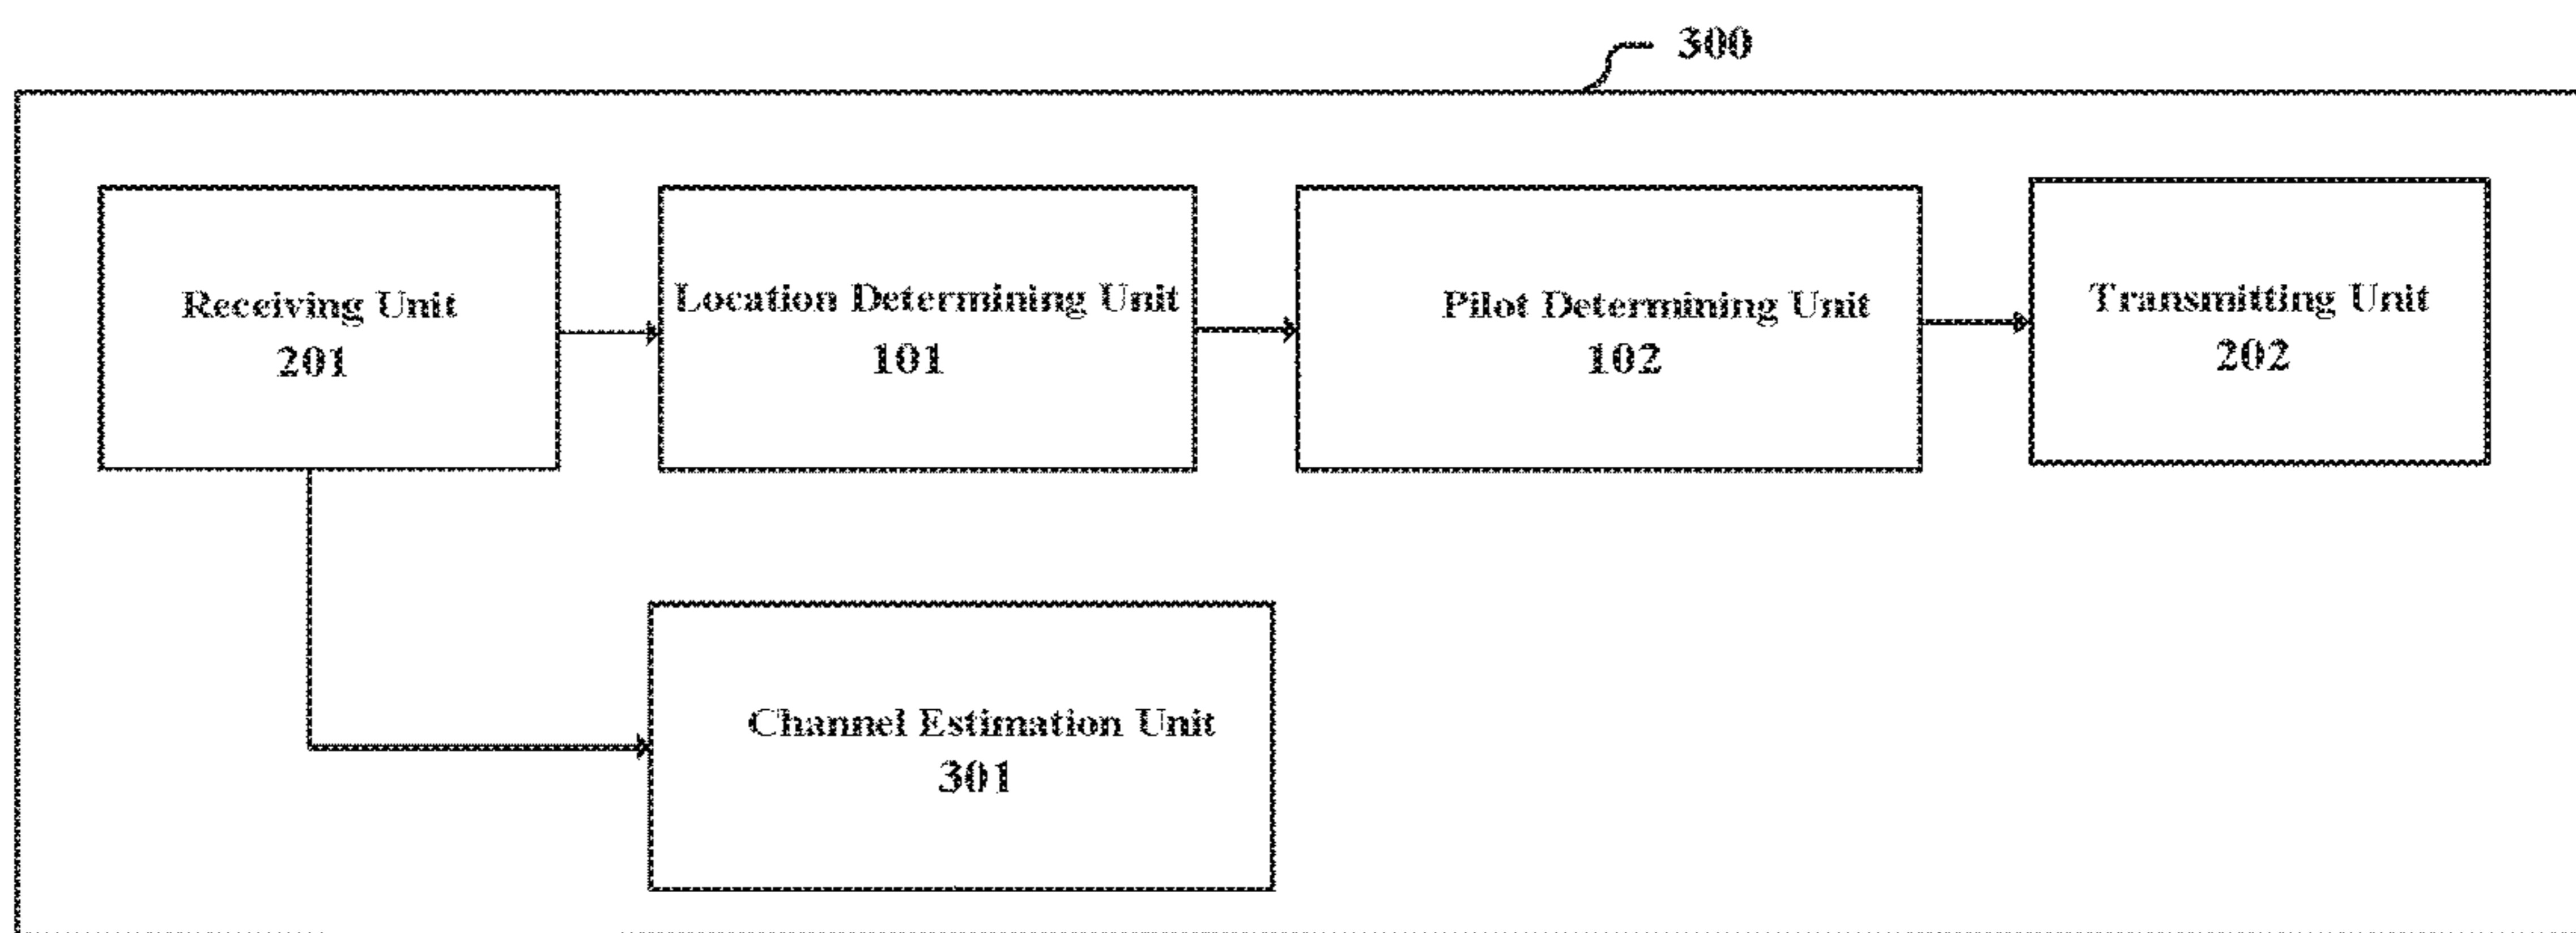 300
Receiving Unit
201
Location Determining Unit
101
Pilot Determining Unit
102
Transmitting Unit
202
Channel Estimation Unit
301